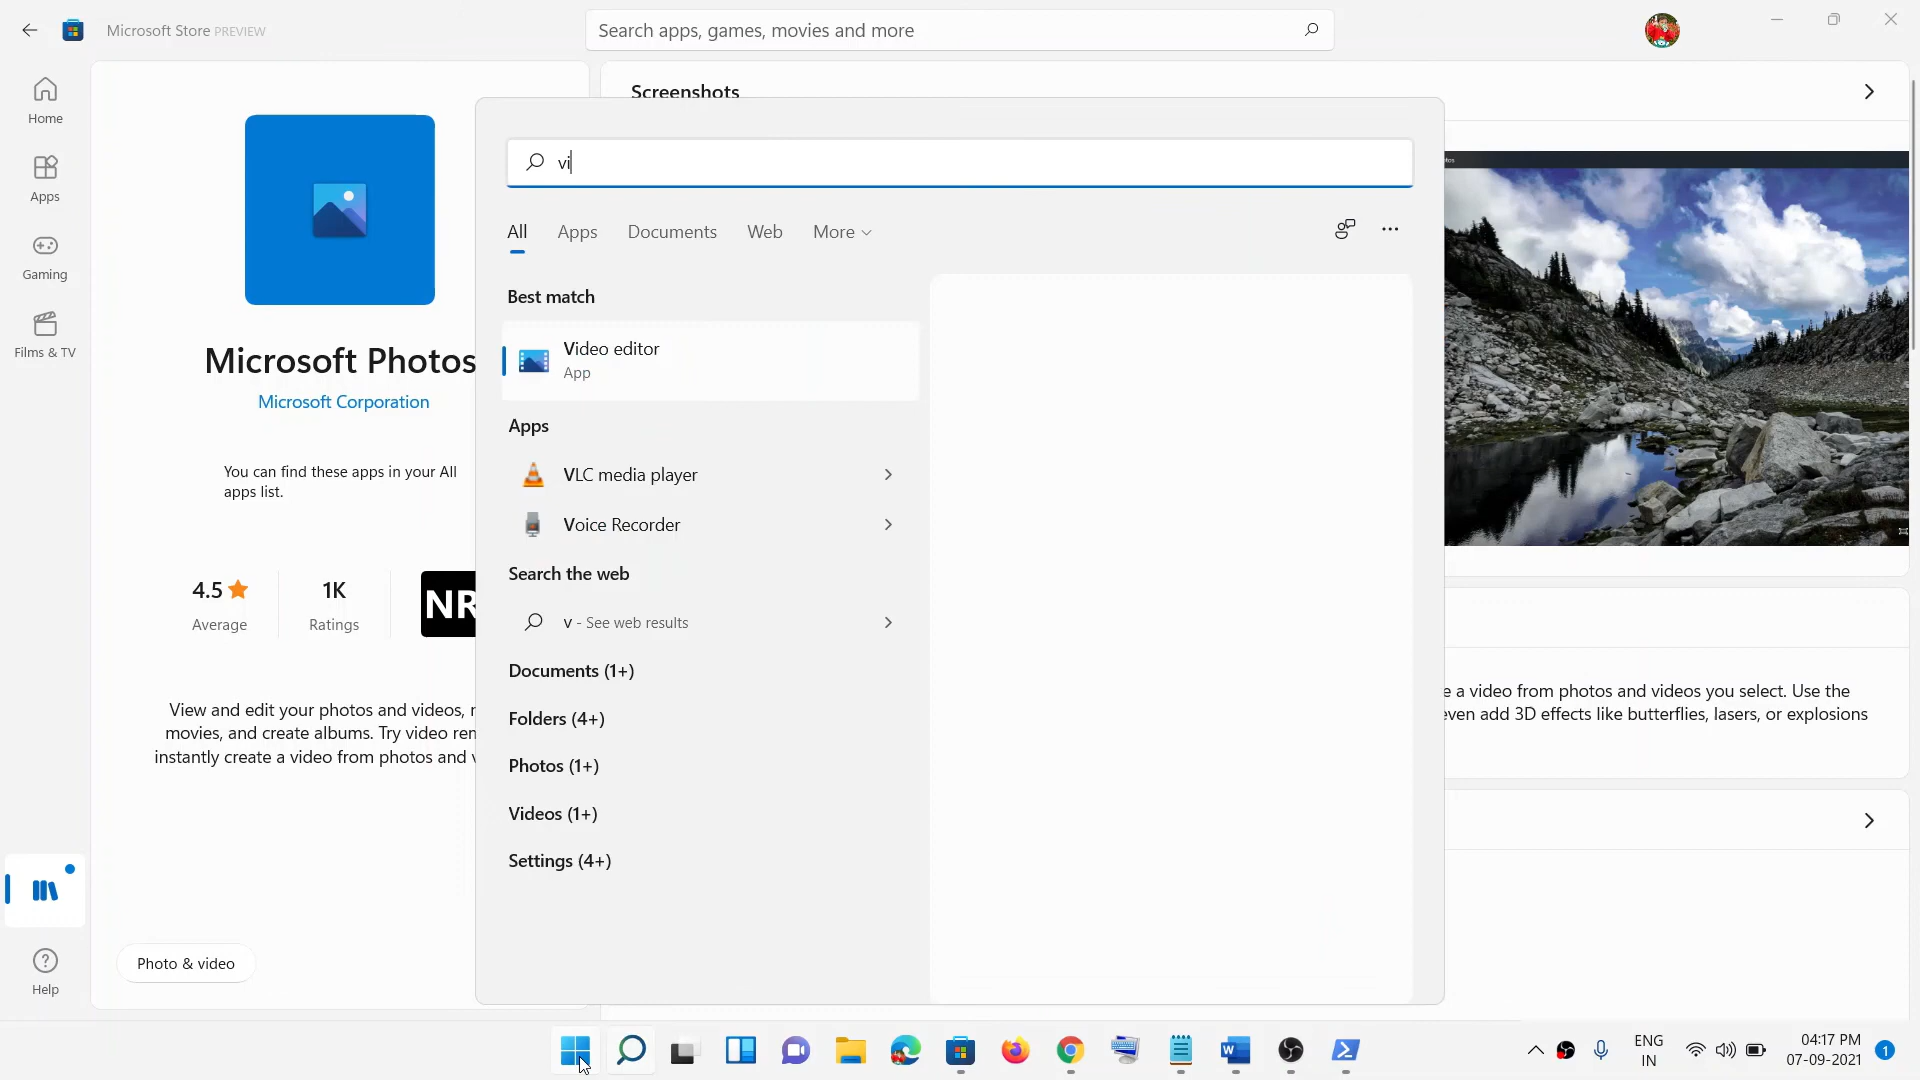 Microsoft Store PREVIEW
Search apps, games, movies and more
Home
Apps
Gaming
Films & TV
Help
Microsoft Photos
Microsoft Corporation
You can find these apps in your All
apps list.
4.5
Average
1K
Ratings
NR
View and edit your photos and videos,
movies, and create albums. Try video
instantly create a video from photos and
Photo & video
Screenshots
vi
All
Apps
Documents
Web
More
Best match
Video editor
App
Apps
VLC media player
Voice Recorder
Search the web
v - See web results
Documents (1+)
Folders (4+)
Photos (1+)
Videos (1+)
Settings (4+)
a video from photos and videos you select. Use the
even add 3D effects like butterflies, lasers, or explosions
ENG
IN
04:17 PM
07-09-2021
1